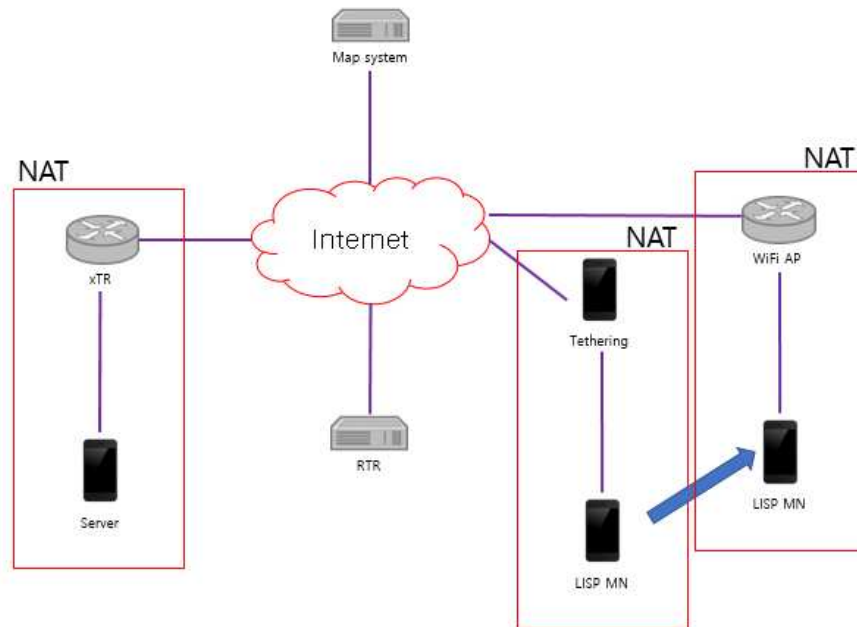 Map system
NAT
NAT
xTR
Internet
NAT
WiFi AP
Tethering
RTR
Server
LISP MN
LISP MN